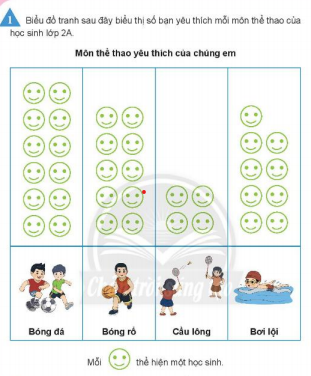 1 Biểu đồ tranh sau đây biểu thị số bạn yêu thích mỗi môn thể thao của
học sinh lớp 2A.
Môn thể thao yêu thích của chúng em
Bóng đá Bóng rổ Cầu lông Bơi lội
Mỗi thể hiện một học sinh.